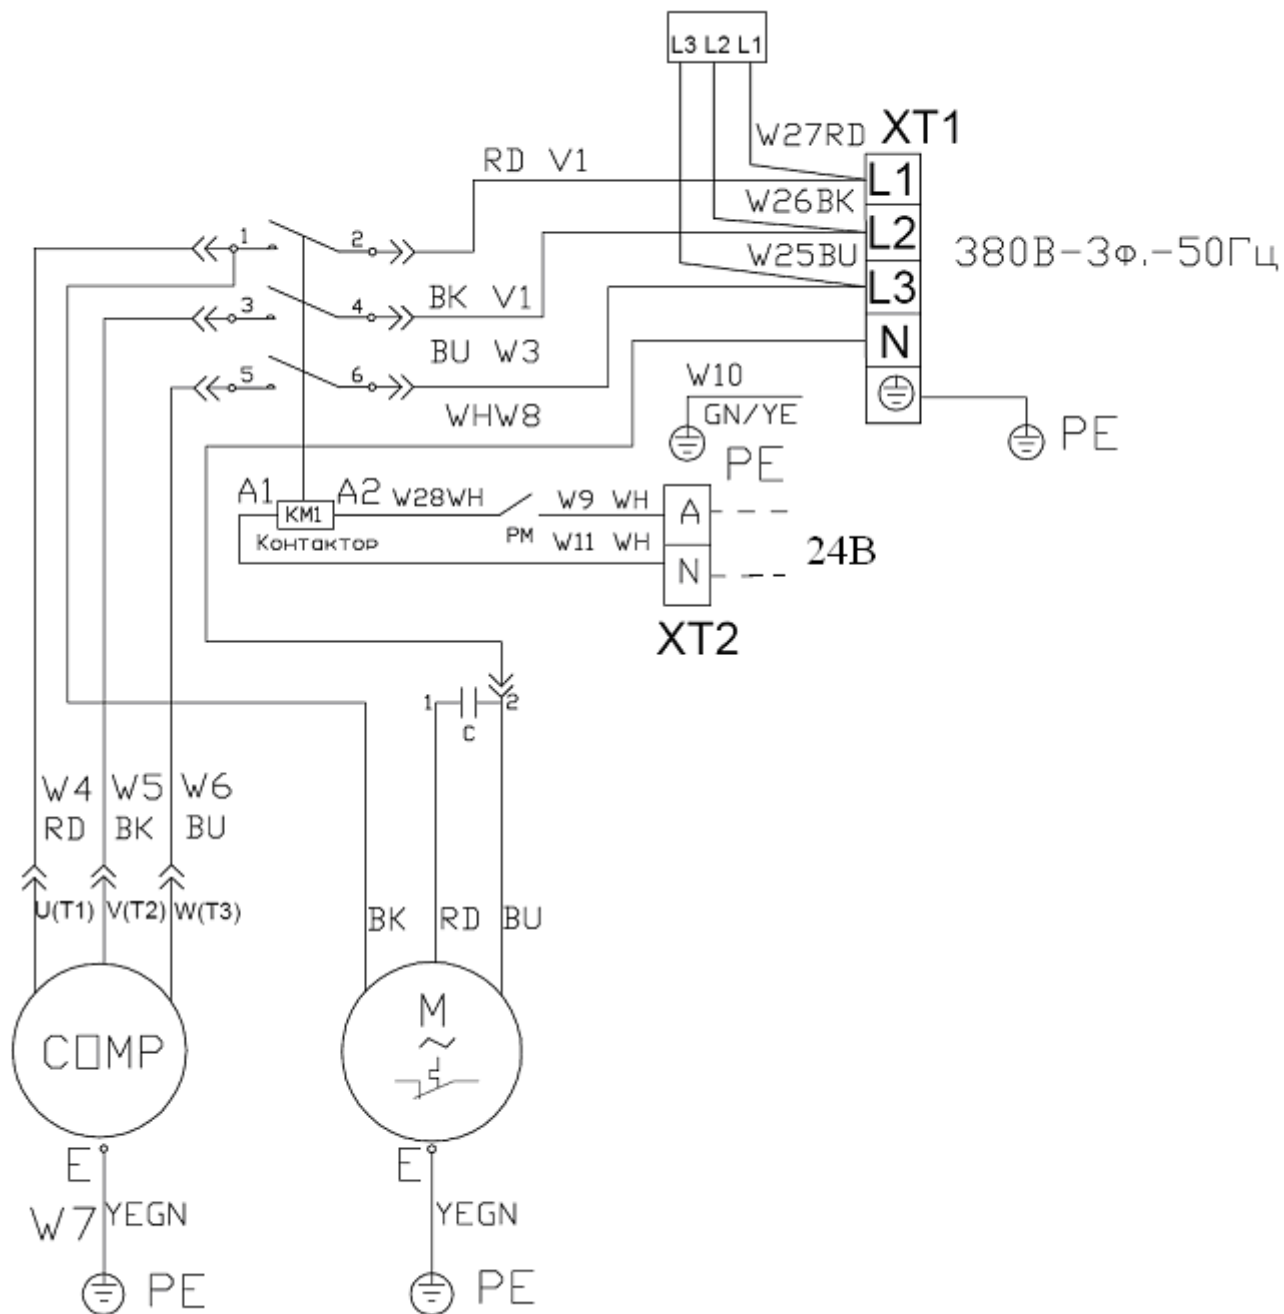 L3 L2 L1
W27RD XT1
RD V1
L1
W26BK
1 2
L2
W25BU
380В-3ф.-50Гц
BK V1
3 4
L3
BU W3
N
5 6
W10
WHW8
GN/YE
PE
PE
A1 KM1 A2 W28WH W9 WH A
Контактор
PM W11 WH
24В
N
XT2
1 2
C
W4 W5 W6
RD BK BU
U(T1) V(T2) W(T3)
BK RD BU
COMP
M
~
E E
W7 YEGN
YEGN
PE PE